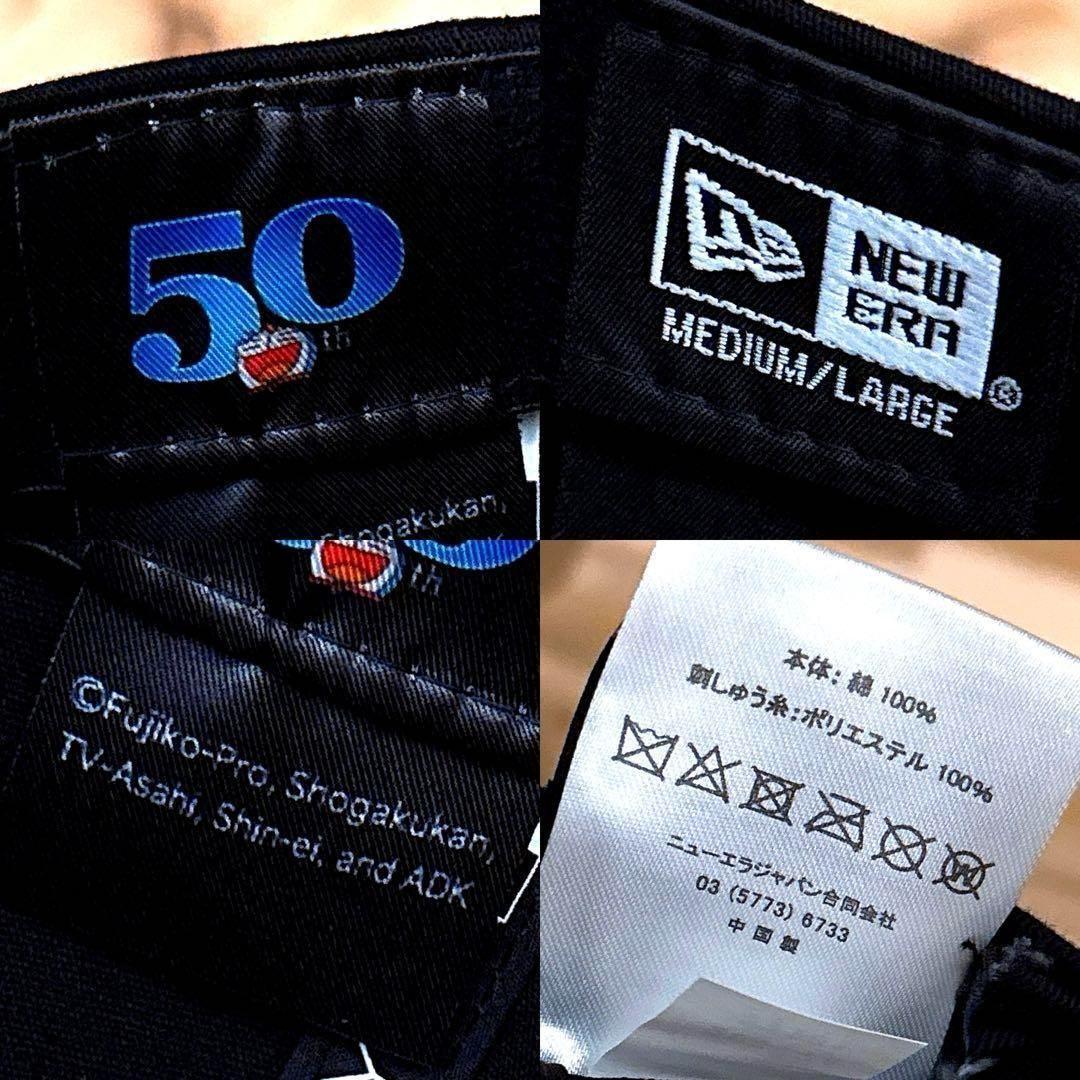 50th
Shogakukan,
NEW
ERA
®
MEDIUM/LARGE
th
©Fujiko-Pro, Shogakukan,
TV-Asahi, Shin-ei, and ADK
本体: 綿 100%
刺しゅう糸:ポリエステル 100%
W
ニューエラジャパン合同会社
03 (5773) 6733
中国製